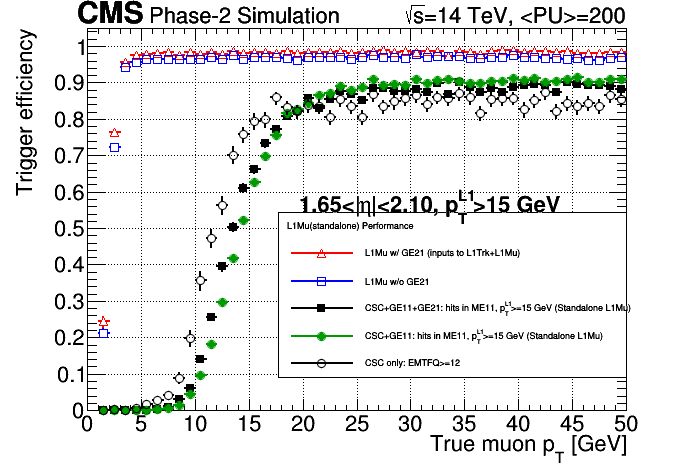 CMS Phase-2 Simulation √s=14 TeV, <PU>=200
Trigger efficiency
1
0.9
0.8
0.7
0.6
0.5
0.4
0.3
0.2
0.1
0
1.65<|η|<2.10, p_T^L1>15 GeV
L1Mu(standalone) Performance
L1Mu w/ GE21 (inputs to L1Trk+L1Mu)
L1Mu w/o GE21
CSC+GE11+GE21: hits in ME11, p_T^L1>=15 GeV (Standalone L1Mu)
CSC+GE11: hits in ME11, p_T^L1>=15 GeV (Standalone L1Mu)
CSC only: EMTFQ>=12
0 5 10 15 20 25 30 35 40 45 50
True muon p_T [GeV]